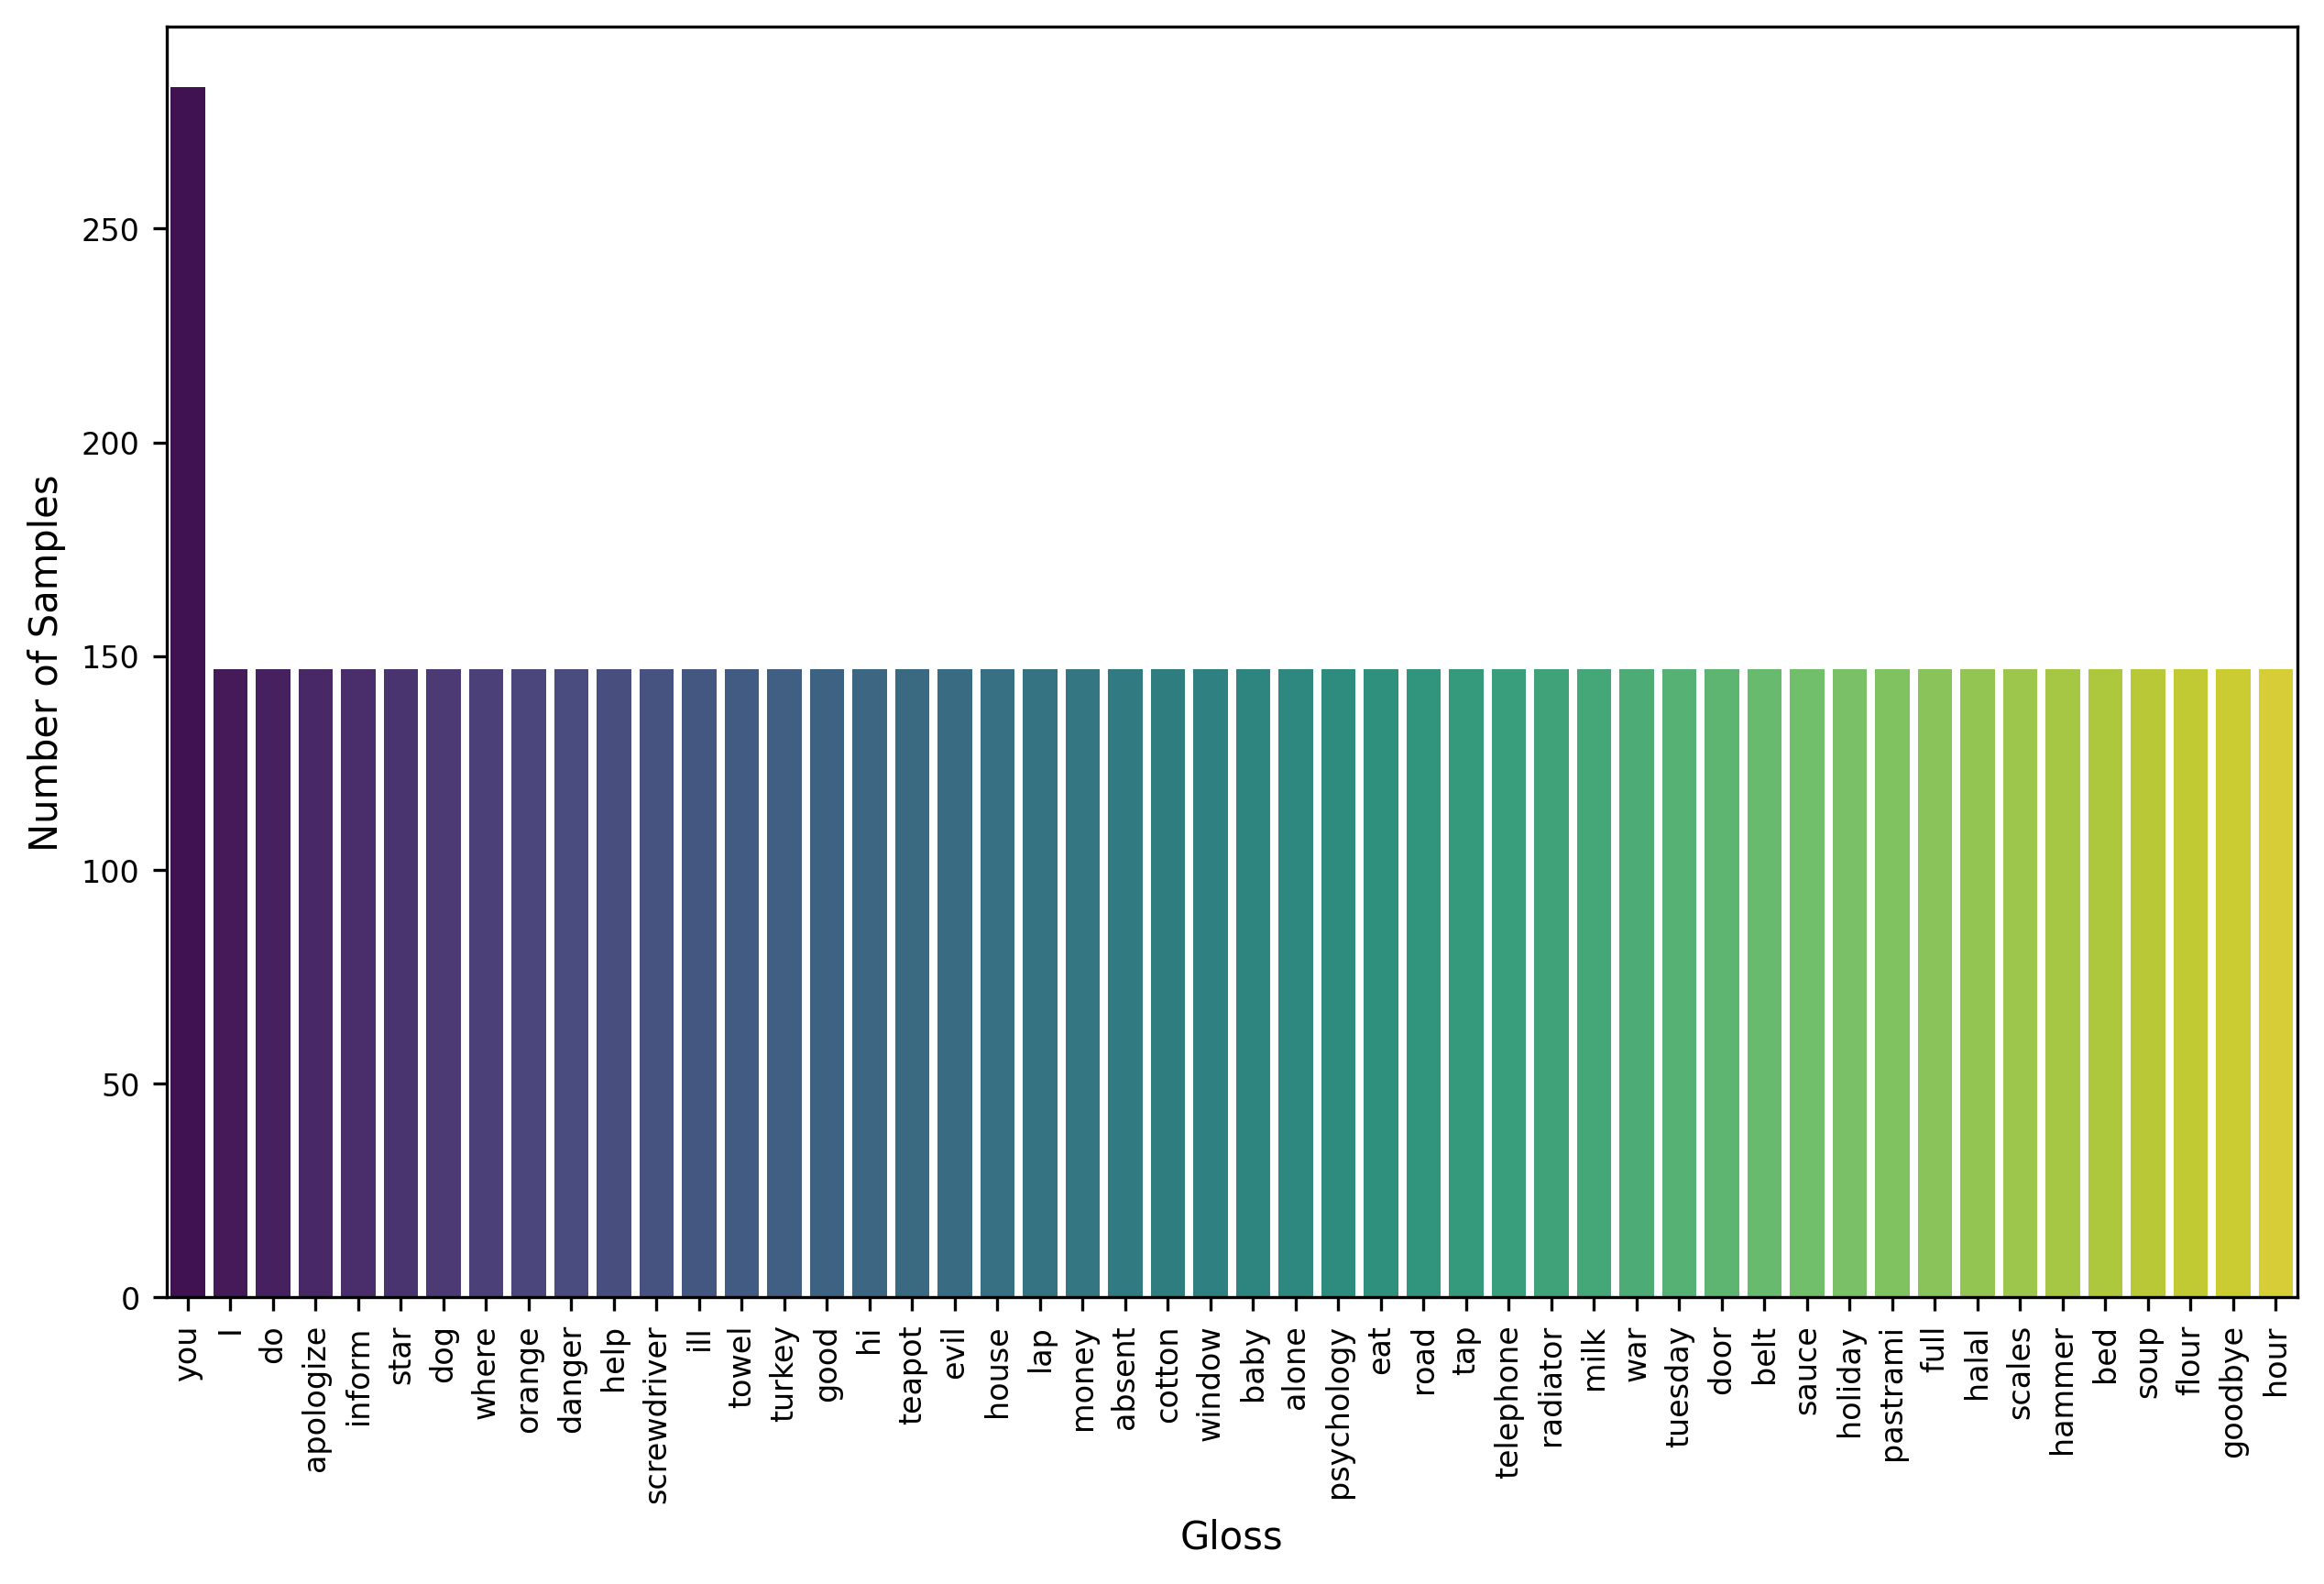 250
200
150
100
50
0
Number of Samples
you
I
do
apologize
inform
star
dog
where
orange
danger
help
screwdriver
ill
towel
turkey
good
hi
teapot
evil
house
lap
money
absent
cotton
window
baby
alone
psychology
eat
road
tap
telephone
radiator
milk
war
tuesday
door
belt
sauce
holiday
pastrami
full
halal
scales
hammer
bed
soup
flour
goodbye
hour
Gloss